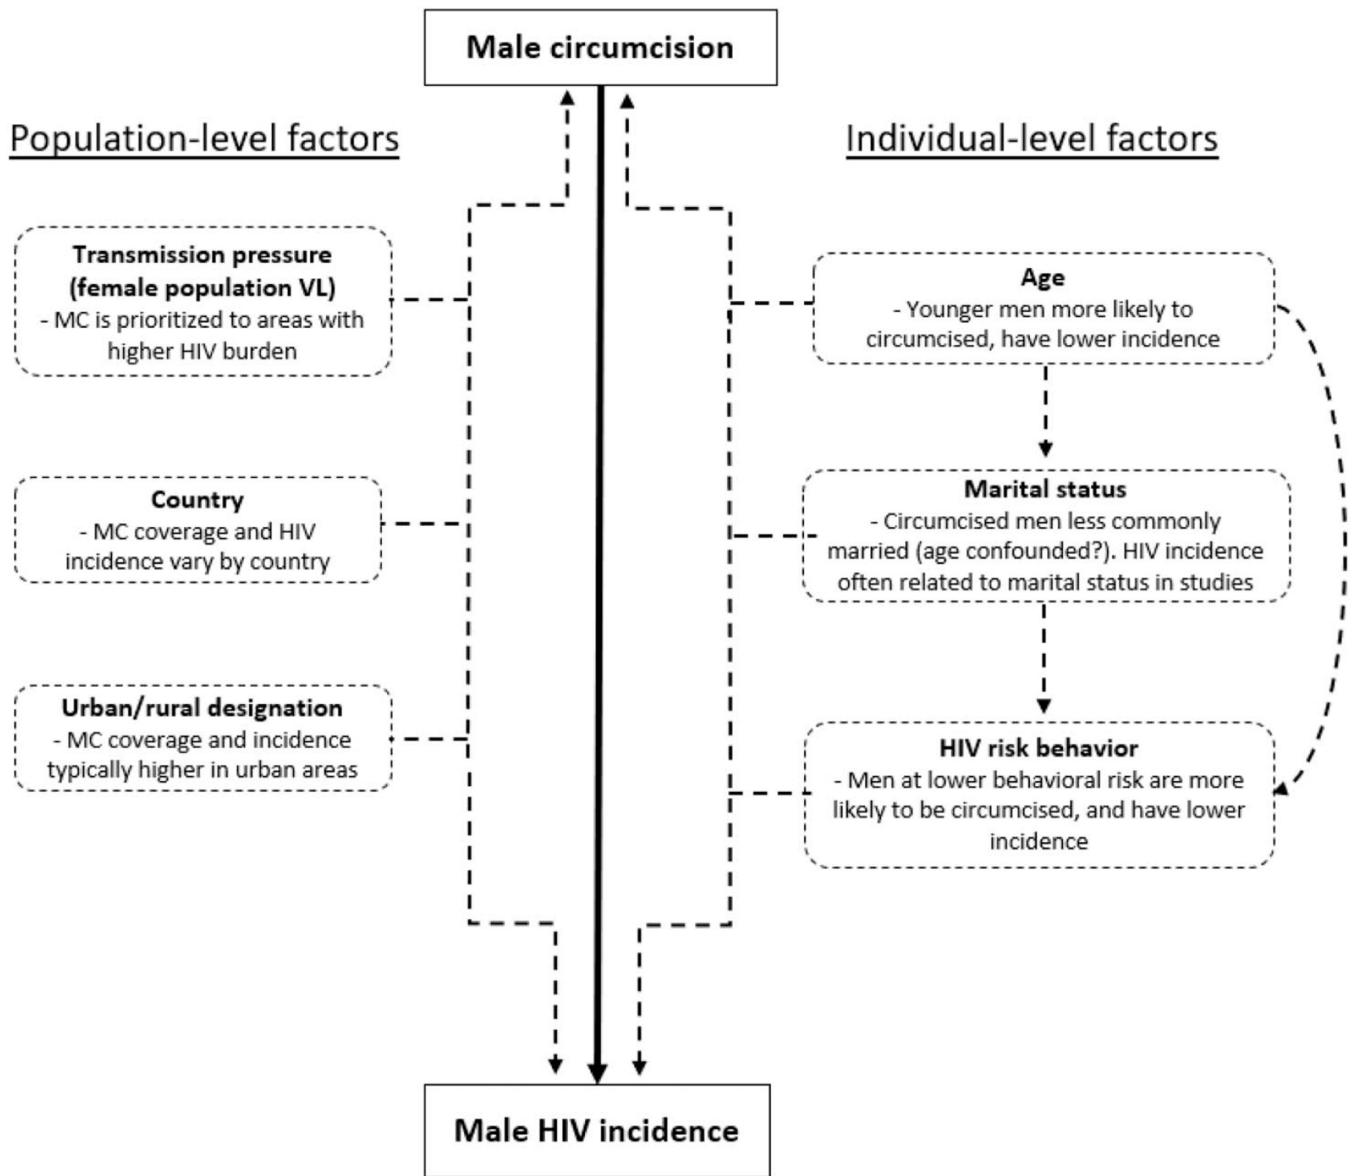 Male circumcision
Population-level factors
Individual-level factors
Transmission pressure
(female population VL)
- MC is prioritized to areas with
higher HIV burden
Age
- Younger men more likely to
circumcised, have lower incidence
Country
- MC coverage and HIV
incidence vary by country
Marital status
- Circumcised men less commonly
married (age confounded?). HIV incidence
often related to marital status in studies
Urban/rural designation
- MC coverage and incidence
typically higher in urban areas
HIV risk behavior
- Men at lower behavioral risk are more
likely to be circumcised, and have lower
incidence
Male HIV incidence